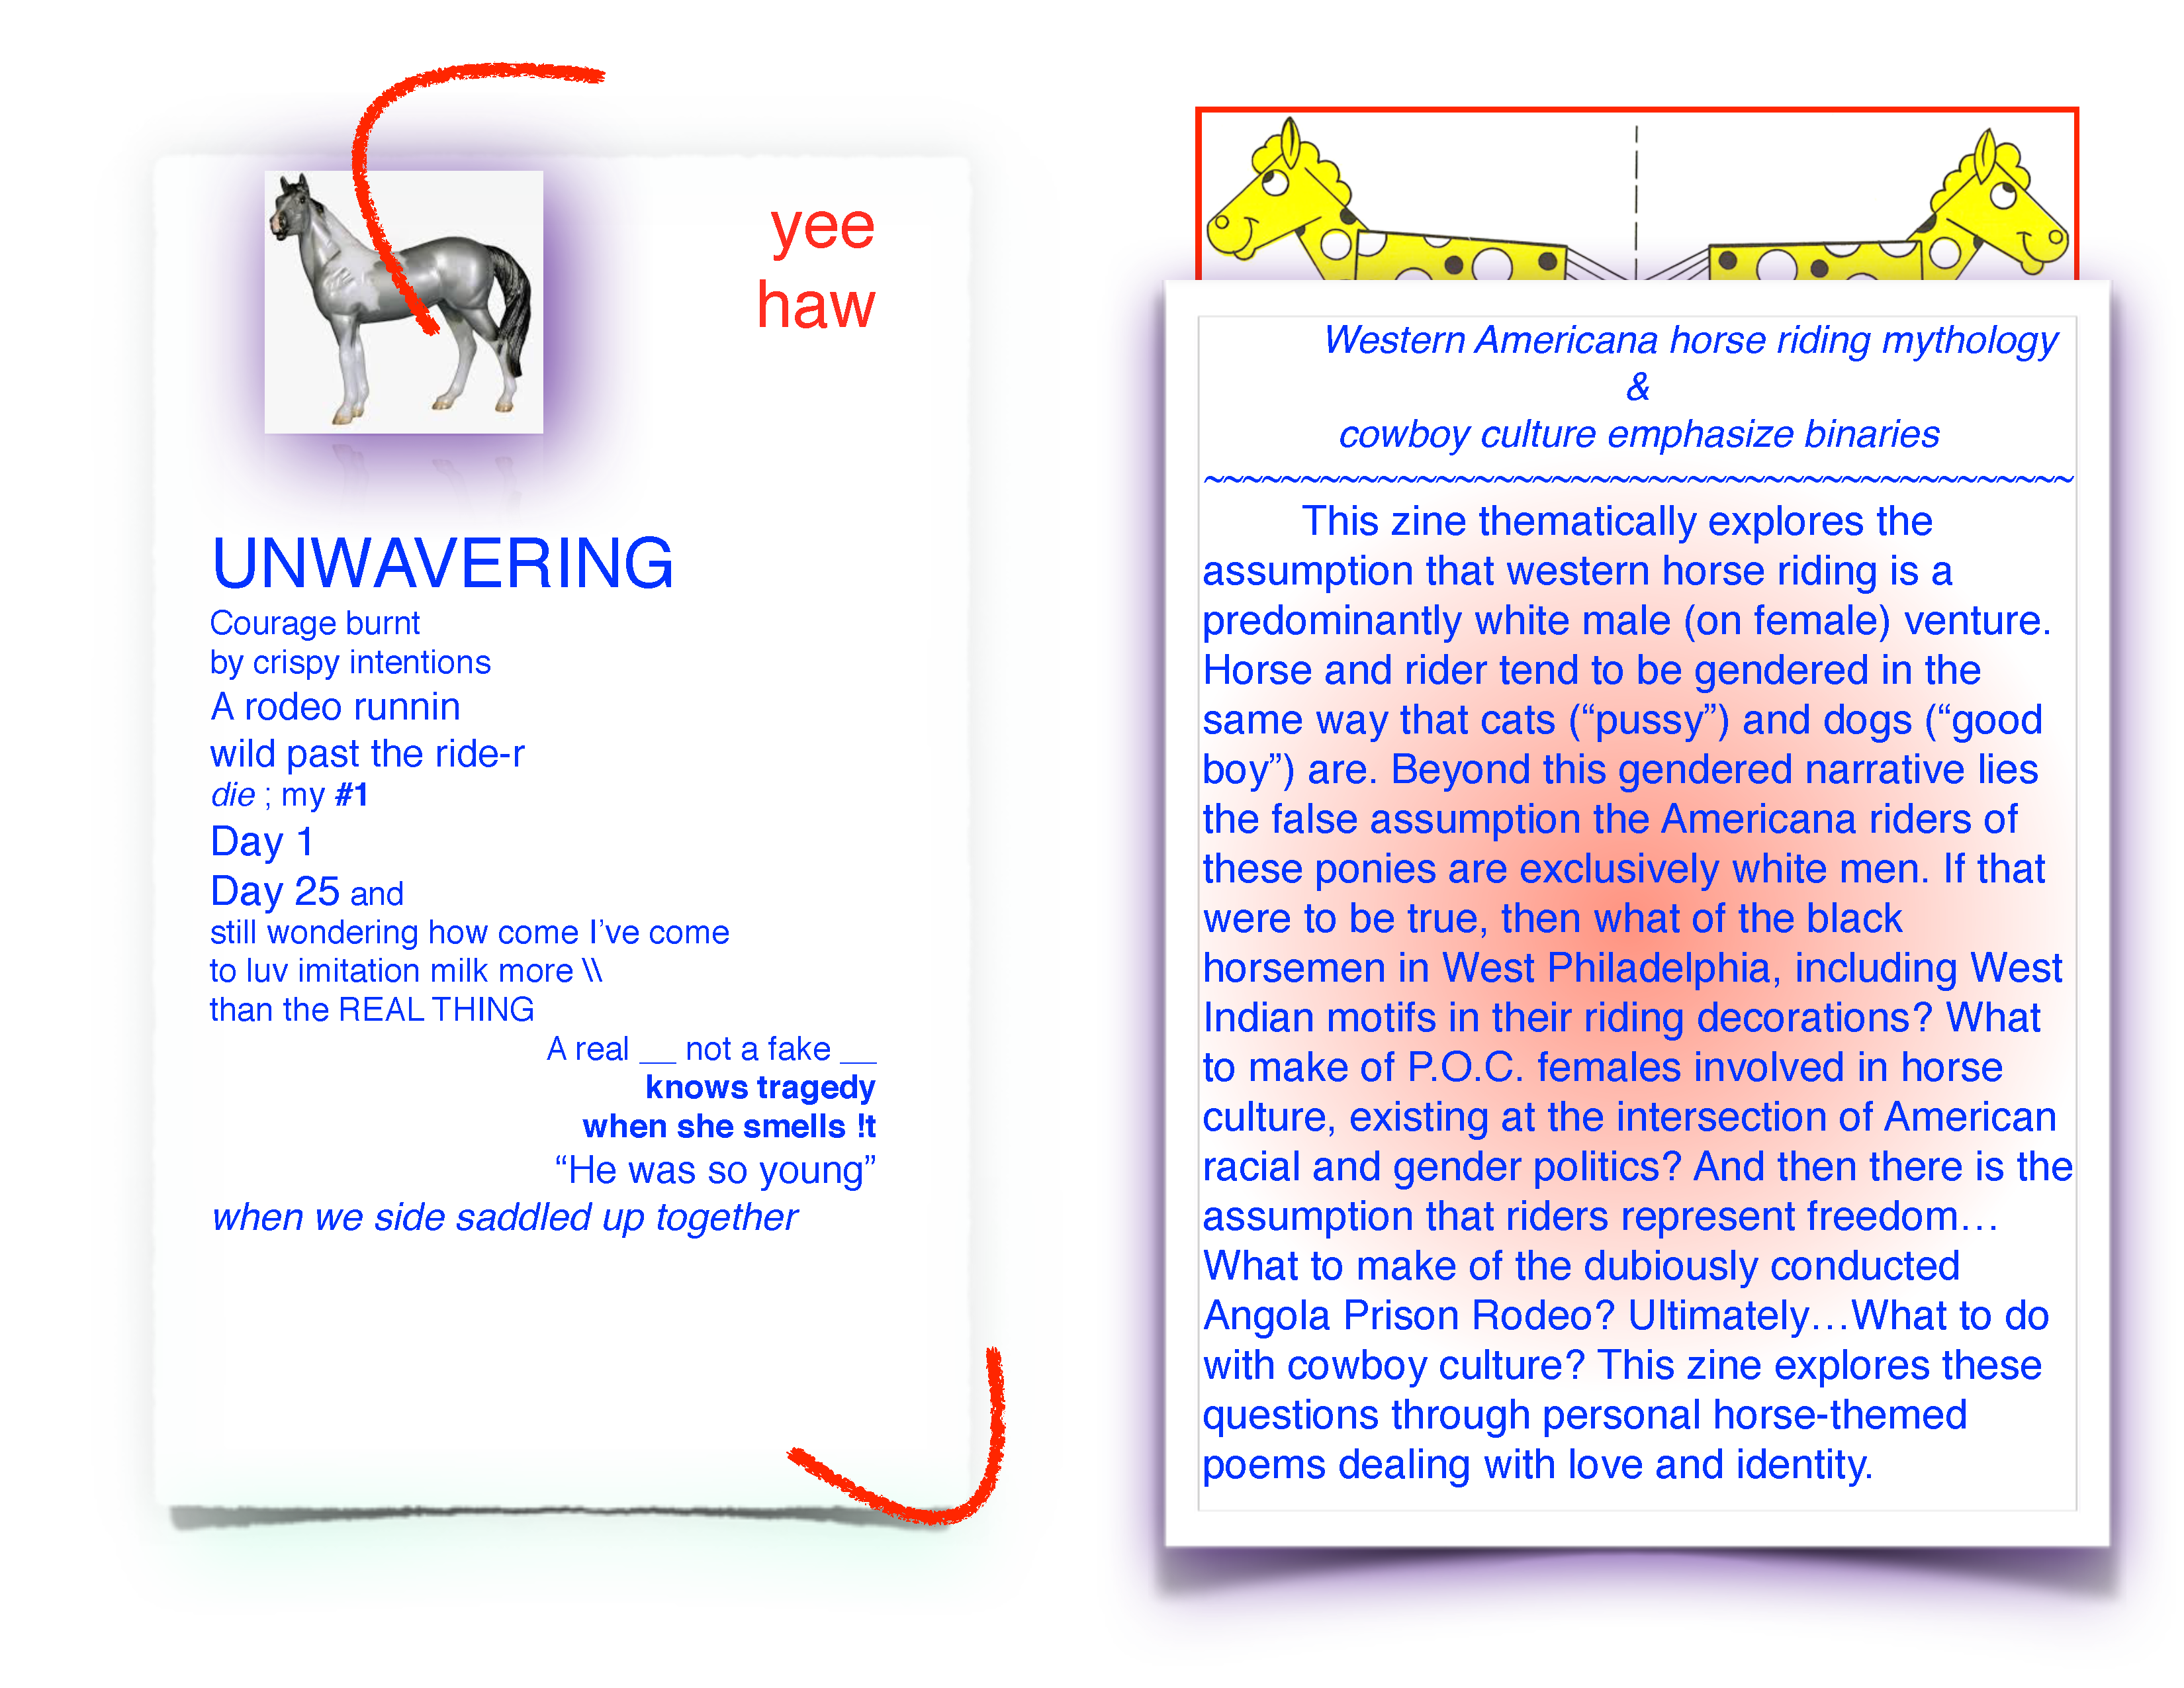 yee
haw
UNWAVERING
Courage burnt
by crispy intentions
A rodeo runnin
wild past the ride-r
die ; my #1
Day 1
Day 25 and
still wondering how come I’ve come
to luv imitation milk more \\
than the REAL THING
A real __ not a fake __
knows tragedy
when she smells !t
“He was so young”
when we side saddled up together
Western Americana horse riding mythology
&
cowboy culture emphasize binaries
~~~~~~~~~~~~~~~~~~~~~~~~~~~~~~~~~~~~~~~~~~~~~
This zine thematically explores the
assumption that western horse riding is a
predominantly white male (on female) venture.
Horse and rider tend to be gendered in the
same way that cats (“pussy”) and dogs (“good
boy”) are. Beyond this gendered narrative lies
the false assumption the Americana riders of
these ponies are exclusively white men. If that
were to be true, then what of the black
horsemen in West Philadelphia, including West
Indian motifs in their riding decorations? What
to make of P.O.C. females involved in horse
culture, existing at the intersection of American
racial and gender politics? And then there is the
assumption that riders represent freedom…
What to make of the dubiously conducted
Angola Prison Rodeo? Ultimately…What to do
with cowboy culture? This zine explores these
questions through personal horse-themed
poems dealing with love and identity.